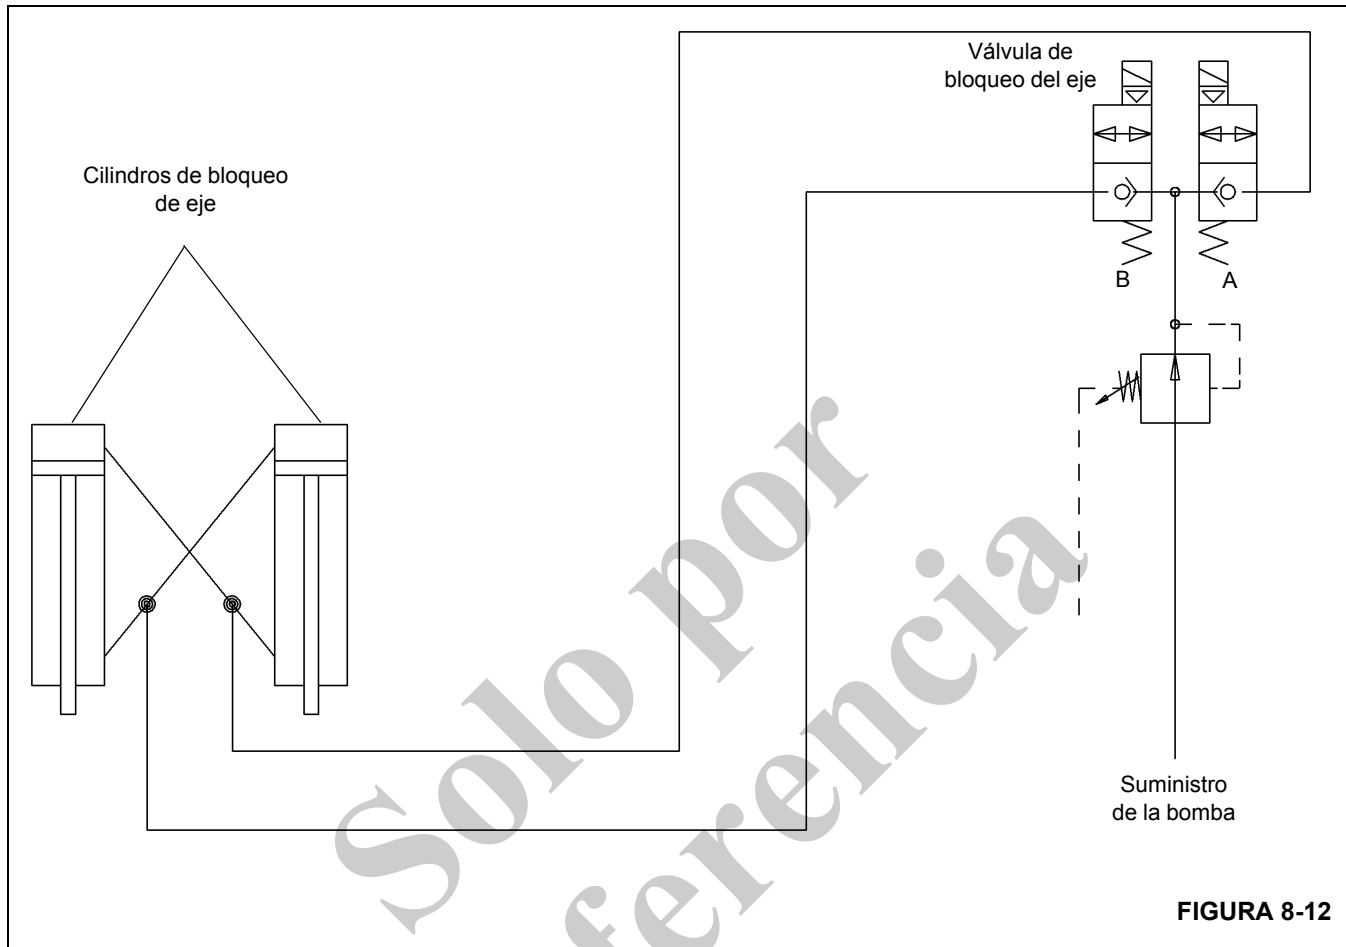 Válvula de
bloqueo del eje
Cilindros de bloqueo
de eje
B
A
Suministro
de la bomba
Solo por
ferencia
FIGURA 8-12